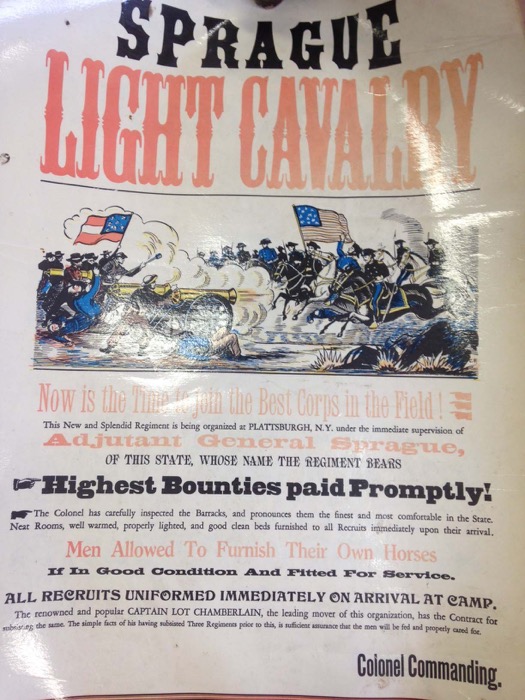 SPRAGUE
LIGHT CAVALRY
Now is the Time to join the Best Corps in the Field!
This New and Splendid Regiment is being organized at PLATTSBURGH, N.Y. under the immediate supervision of
Adjutant General Sprague,
OF THIS STATE, WHOSE NAME THE REGIMENT BEARS
Highest Bounties paid Promptly!
The Colonel has carefully inspected the Barracks, and pronounces them the finest and most comfortable in the State.
Neat Rooms, well warmed, properly lighted, and good clean beds furnished to all Recruits immediately upon their arrival.
Men Allowed To Furnish Their Own Horses
If In Good Condition And Fitted For Service.
ALL RECRUITS UNIFORMED IMMEDIATELY ON ARRIVAL AT CAMP.
The renowned and popular CAPTAIN LOT CHAMBERLAIN, the leading mover of this organization, has the Contract for
subsisting the same. The simple facts of his having subsisted Three Regiments prior to this, is sufficient assurance that the men will be fed and properly cared for.
Colonel Commanding.